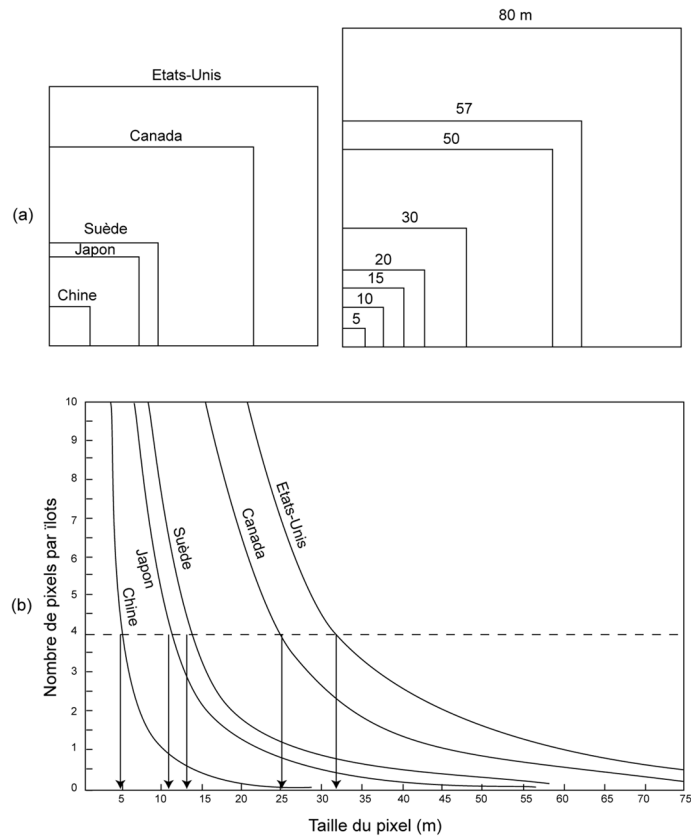 (a)
Etats-Unis
Canada
Suède
Japon
Chine
80 m
57
50
30
20
15
10
5
(b)
Nombre de pixels par ïlots
10
9
8
7
6
5
4
3
2
1
0
Chine
Japon
Suède
Canada
Etats-Unis
5 10 15 20 25 30 35 40 45 50 55 60 65 70 75
Taille du pixel (m)